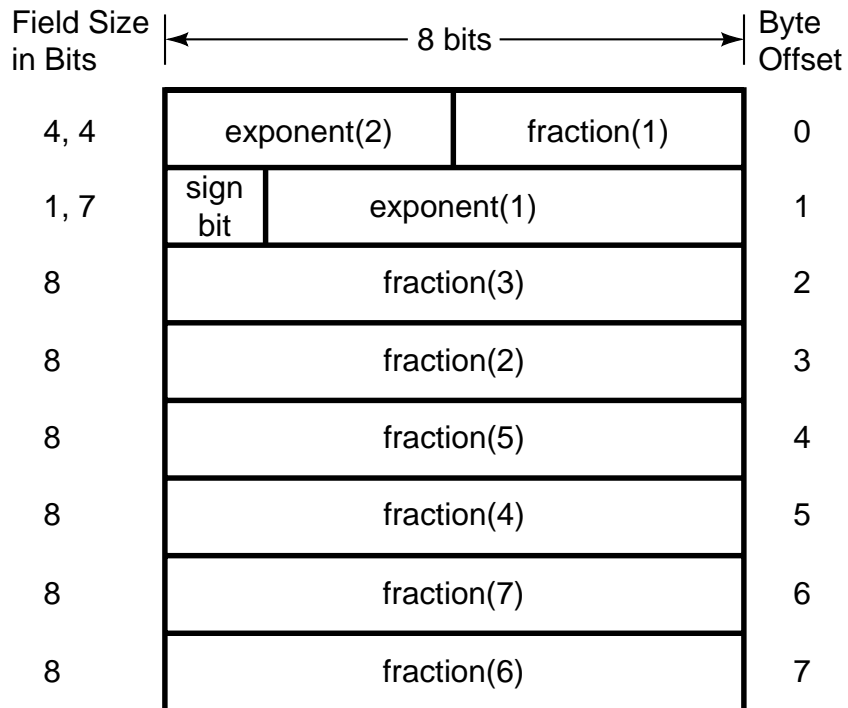 Field Size
in Bits
8 bits
Byte
Offset
4, 4 exponent(2) fraction(1) 0
1, 7 sign bit exponent(1) 1
8 fraction(3) 2
8 fraction(2) 3
8 fraction(5) 4
8 fraction(4) 5
8 fraction(7) 6
8 fraction(6) 7